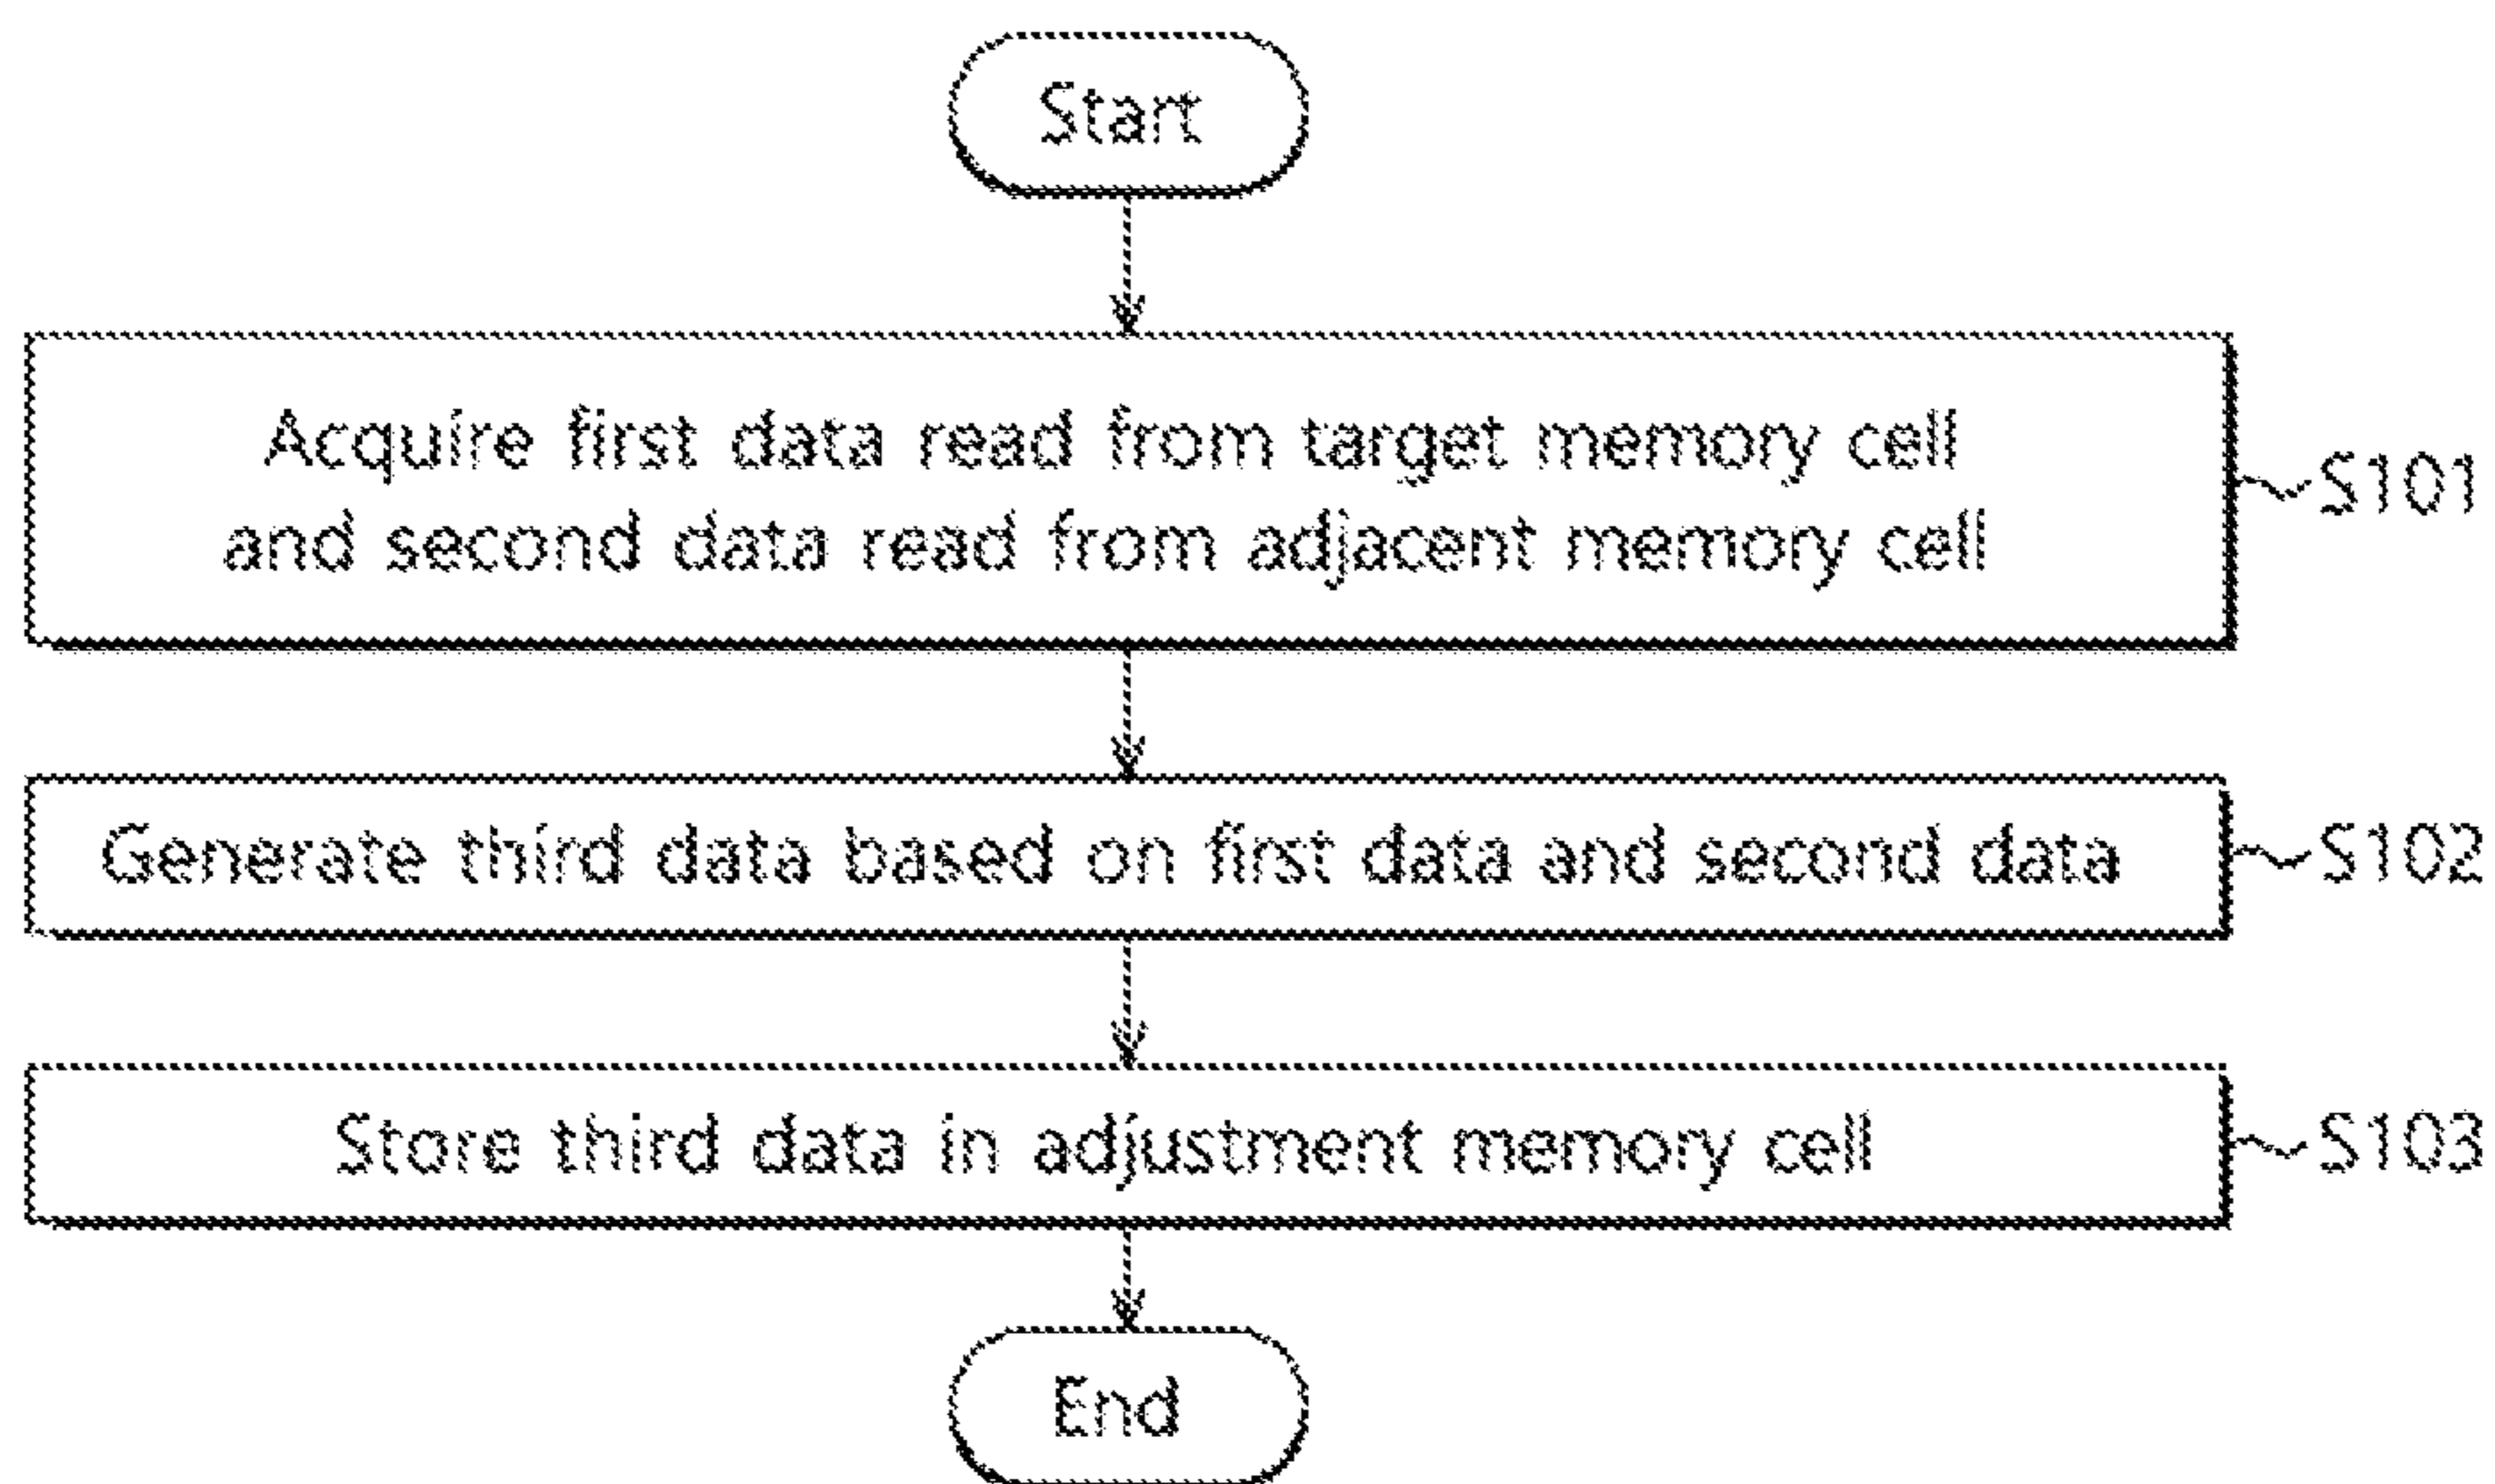 Start
Acquire first data read from target memory cell
and second data read from adjacent memory cell
S101
Generate third data based on first data and second data
S102
Store third data in adjustment memory cell
S103
End